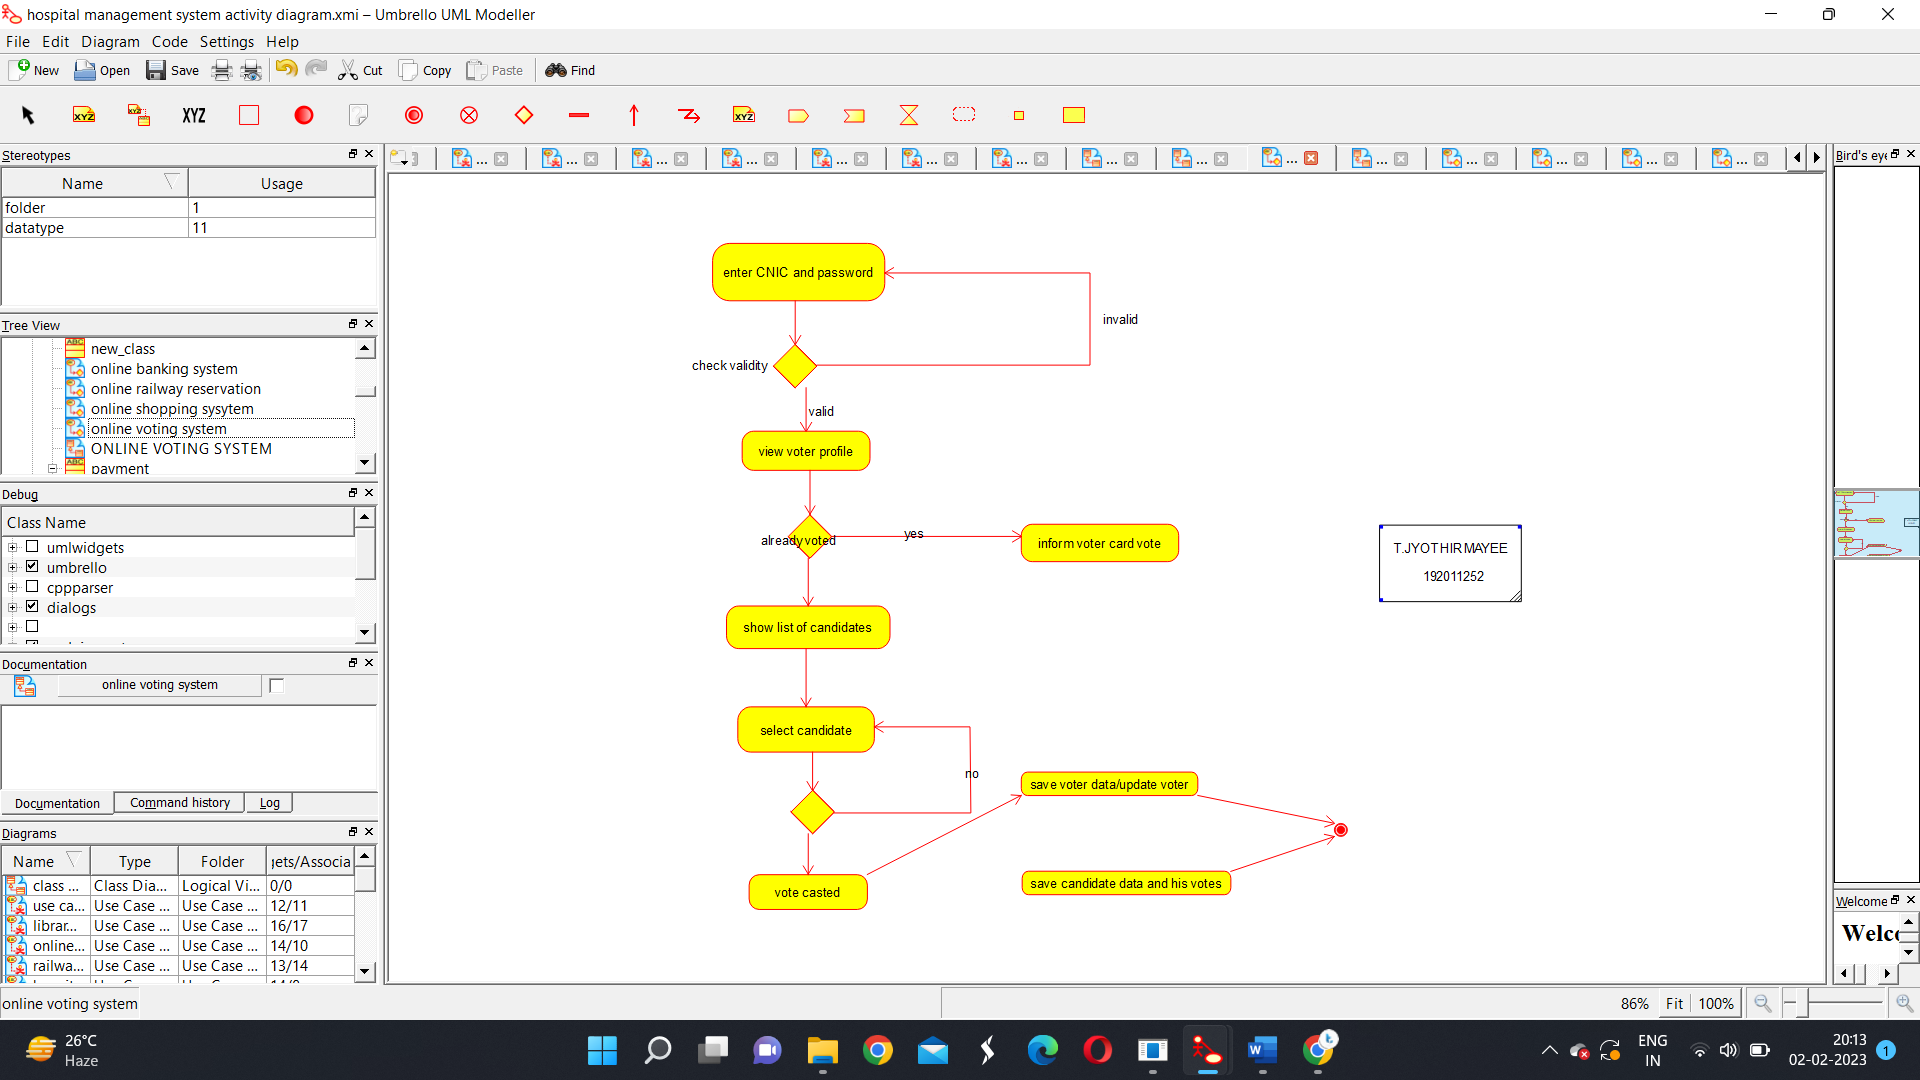 hospital management system activity diagram.xmi – Umbrello UML Modeller
File Edit Diagram Code Settings Help
New Open Save Cut Copy Paste Find
XYZ XYZ XYZ XYZ
Stereotypes
Name Usage
folder 1
datatype 11
Tree View
new_class
online banking system
online railway reservation
online shopping sysytem
online voting system
ONLINE VOTING SYSTEM
payment
Debug
Class Name
umlwidgets
umbrello
cppparser
dialogs
Documentation
online voting system
Documentation Command history Log
Diagrams
Name Type Folder jets/Associa
class ... Class Dia... Logical Vi... 0/0
use ca... Use Case ... Use Case ... 12/11
librar... Use Case ... Use Case ... 16/17
online... Use Case ... Use Case ... 14/10
railwa... Use Case ... Use Case ... 13/14
... ... ... ... ... ... ... ... ... ... ... ... ... ... ...
enter CNIC and password
invalid
check validity
valid
view voter profile
already voted
yes
inform voter card vote
T.JYOTHIRMAYEE
192011252
show list of candidates
select candidate
no
save voter data/update voter
vote casted
save candidate data and his votes
Bird's eye
Welcome
Welco
online voting system
86% Fit 100%
26°C
Haze
ENG
IN
20:13
02-02-2023
1